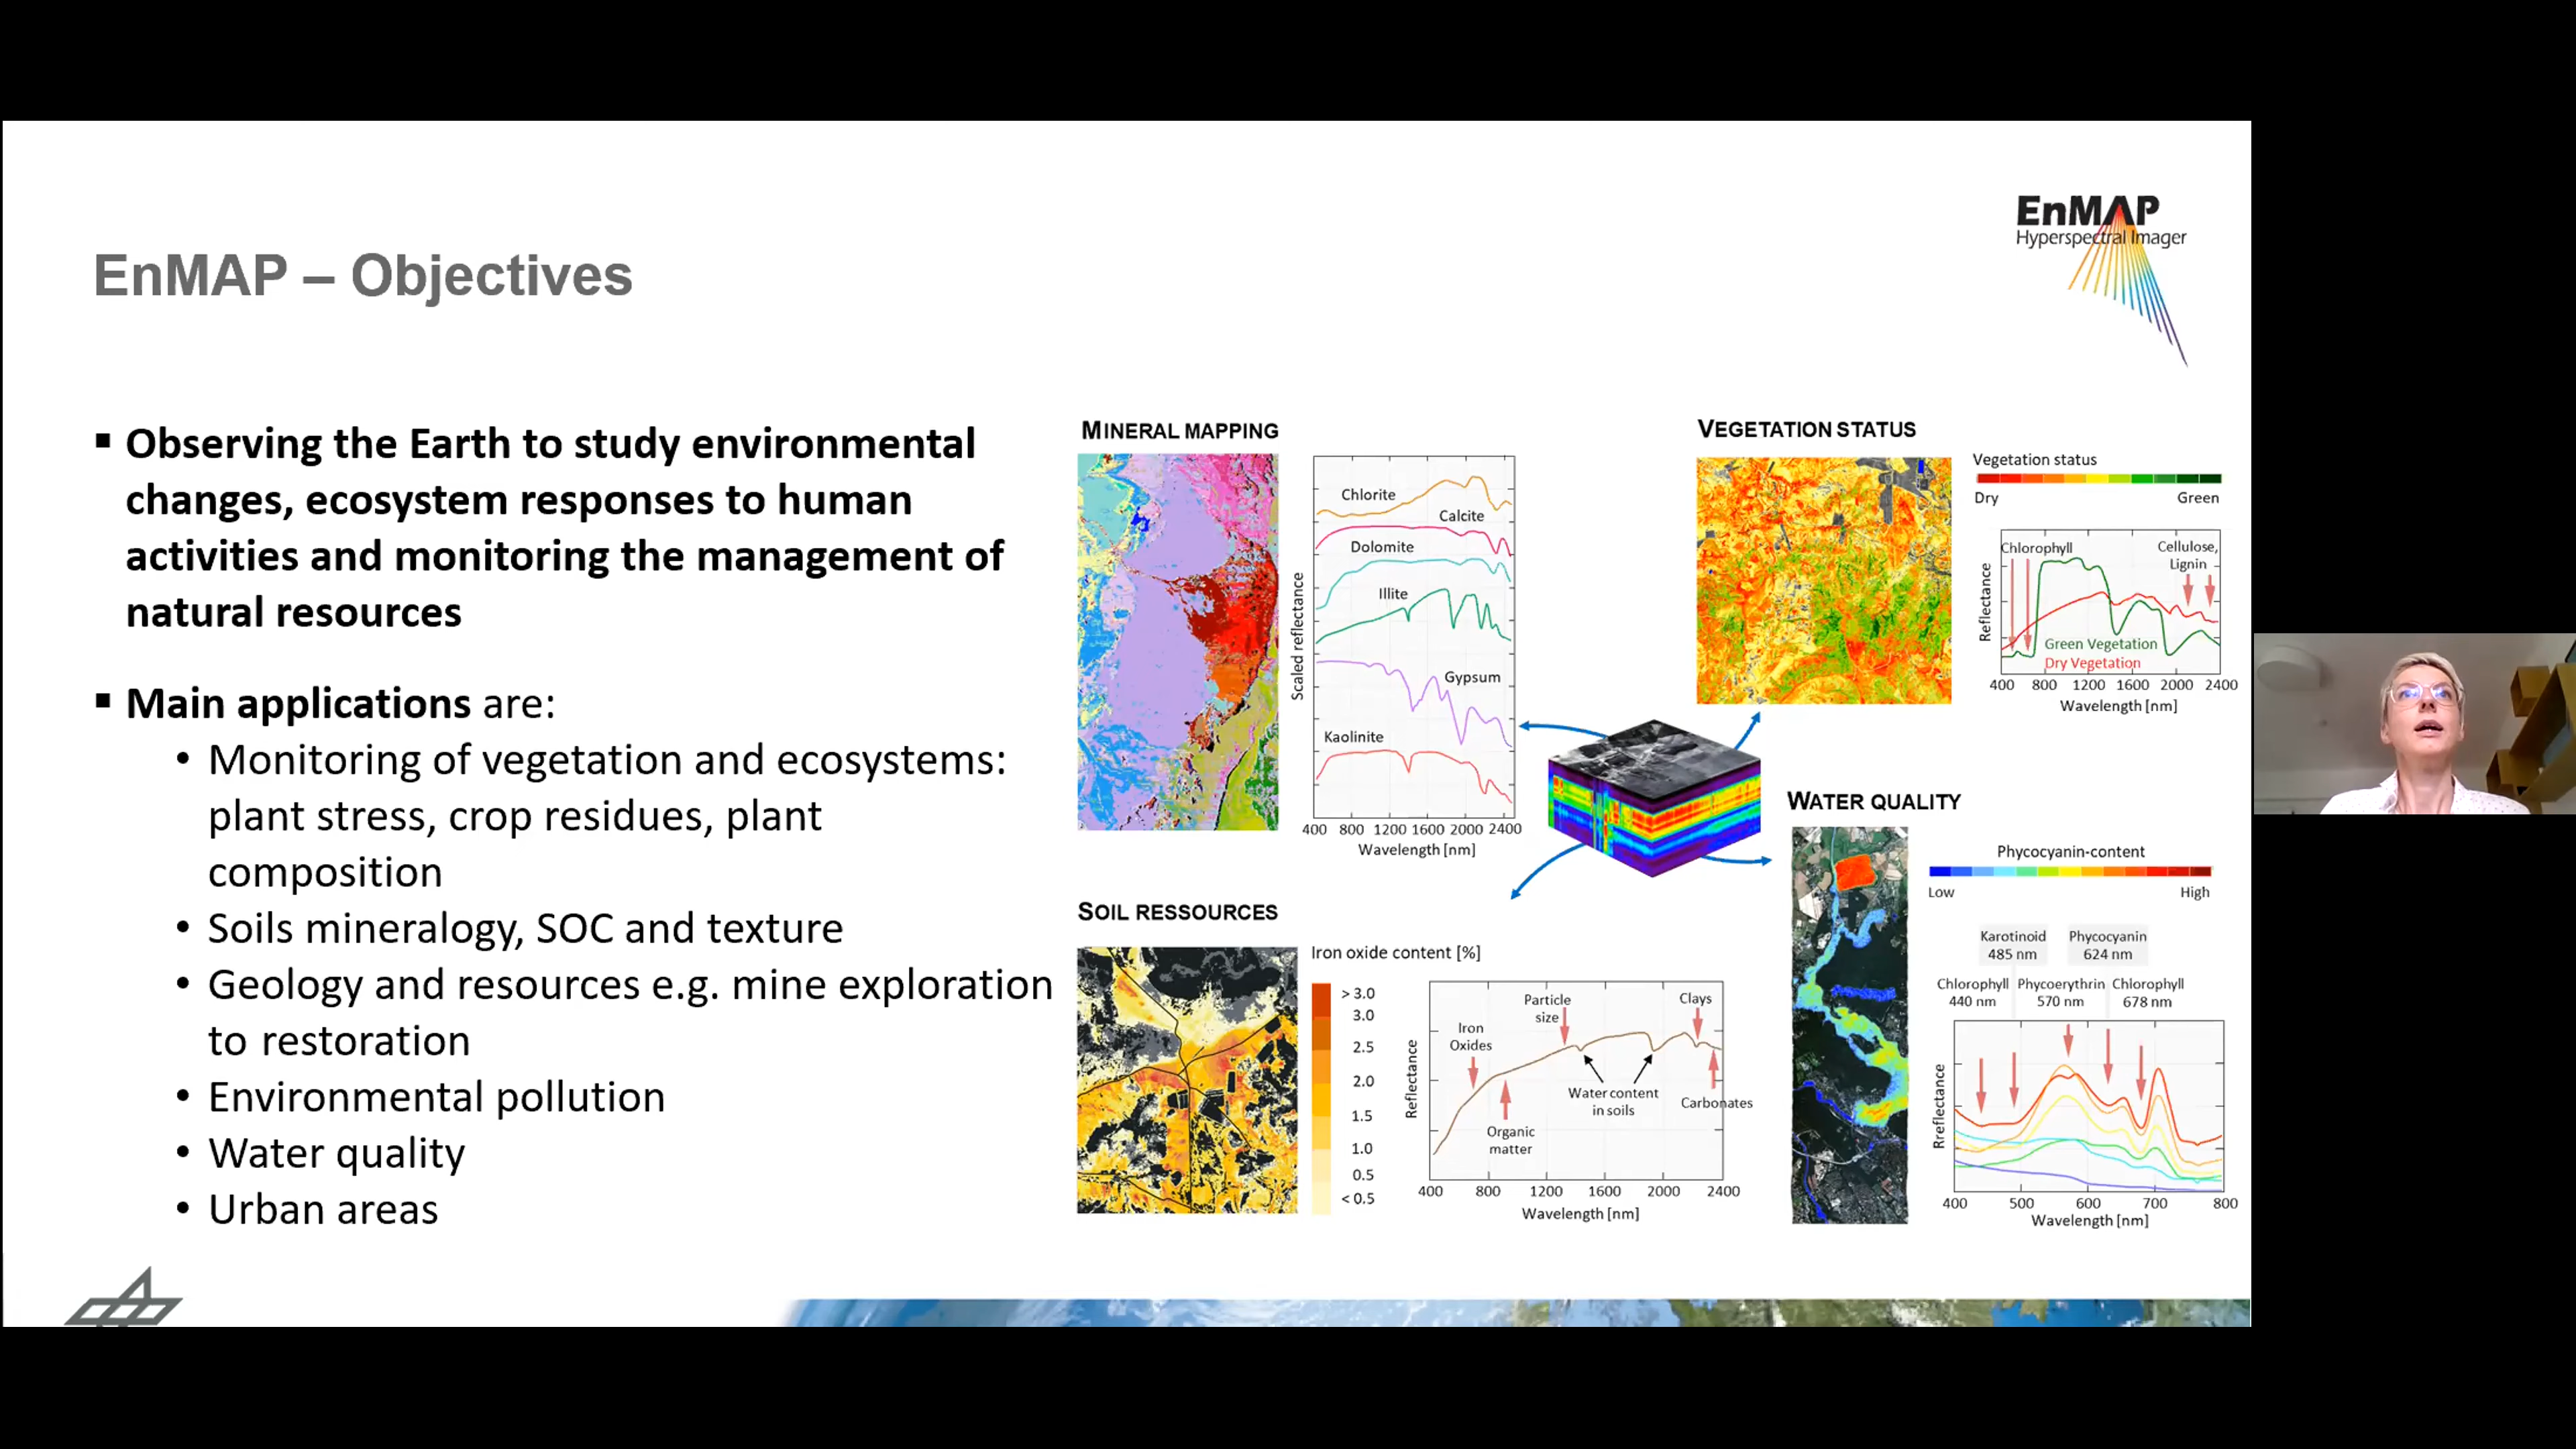 EnMAP
Hyperspectral Imager
EnMAP – Objectives
Observing the Earth to study environmental
changes, ecosystem responses to human
activities and monitoring the management of
natural resources
Main applications are:
Monitoring of vegetation and ecosystems:
plant stress, crop residues, plant
composition
Soils mineralogy, SOC and texture
Geology and resources e.g. mine exploration
to restoration
Environmental pollution
Water quality
Urban areas
MINERAL MAPPING
Scaled reflectance
Chlorite
Calcite
Dolomite
Illite
Gypsum
Kaolinite
400 800 1200 1600 2000 2400
Wavelength [nm]
VEGETATION STATUS
Vegetation status
Dry Green
Reflectance
Chlorophyll
Cellulose,
Lignin
Green Vegetation
Dry Vegetation
400 800 1200 1600 2000 2400
Wavelength [nm]
SOIL RESSOURCES
Iron oxide content [%]
> 3.0
3.0
2.5
2.0
1.5
1.0
0.5
< 0.5
Reflectance
Iron
Oxides
Particle
size
Clays
Water content
in soils
Carbonates
Organic
matter
400 800 1200 1600 2000 2400
Wavelength [nm]
WATER QUALITY
Phycocyanin-content
Low High
Karotinoid
485 nm
Phycocyanin
624 nm
Chlorophyll
440 nm
Phycoerythrin
570 nm
Chlorophyll
678 nm
Rreflectance
400 500 600 700 800
Wavelength [nm]